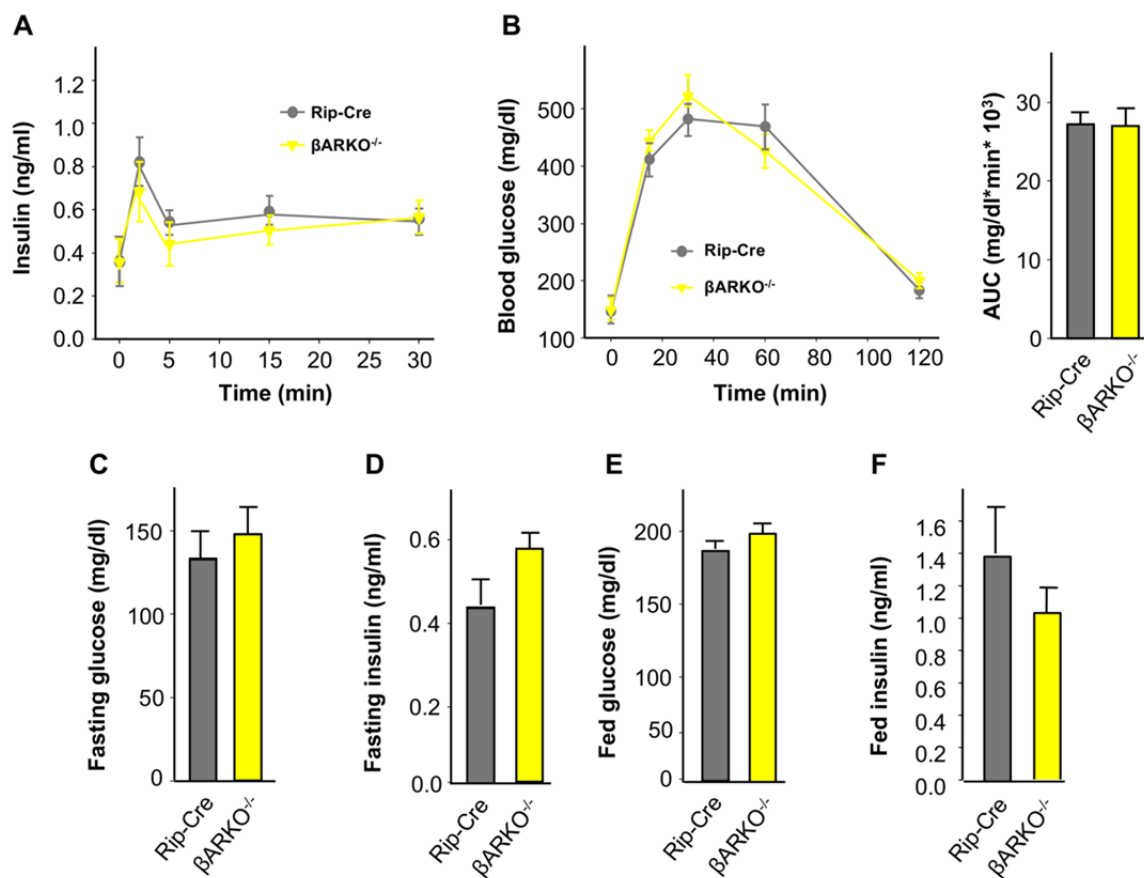 A
Insulin (ng/ml)
1.2
1.0
0.8
0.6
0.4
0.2
0.0
Rip-Cre
βARKO-/-
0 5 10 15 20 25 30
Time (min)
B
Blood glucose (mg/dl)
500
400
300
200
100
Rip-Cre
βARKO-/-
0 20 40 60 80 100 120
Time (min)
AUC (mg/dl*min* 10³)
30
20
10
0
Rip-Cre
βARKO-/-
C
Fasting glucose (mg/dl)
150
100
50
0
Rip-Cre
βARKO-/-
D
Fasting insulin (ng/ml)
0.6
0.4
0.2
0.0
Rip-Cre
βARKO-/-
E
Fed glucose (mg/dl)
200
150
100
50
0
Rip-Cre
βARKO-/-
F
Fed insulin (ng/ml)
1.6
1.4
1.2
1.0
0.8
0.6
0.4
0.2
0.0
Rip-Cre
βARKO-/-